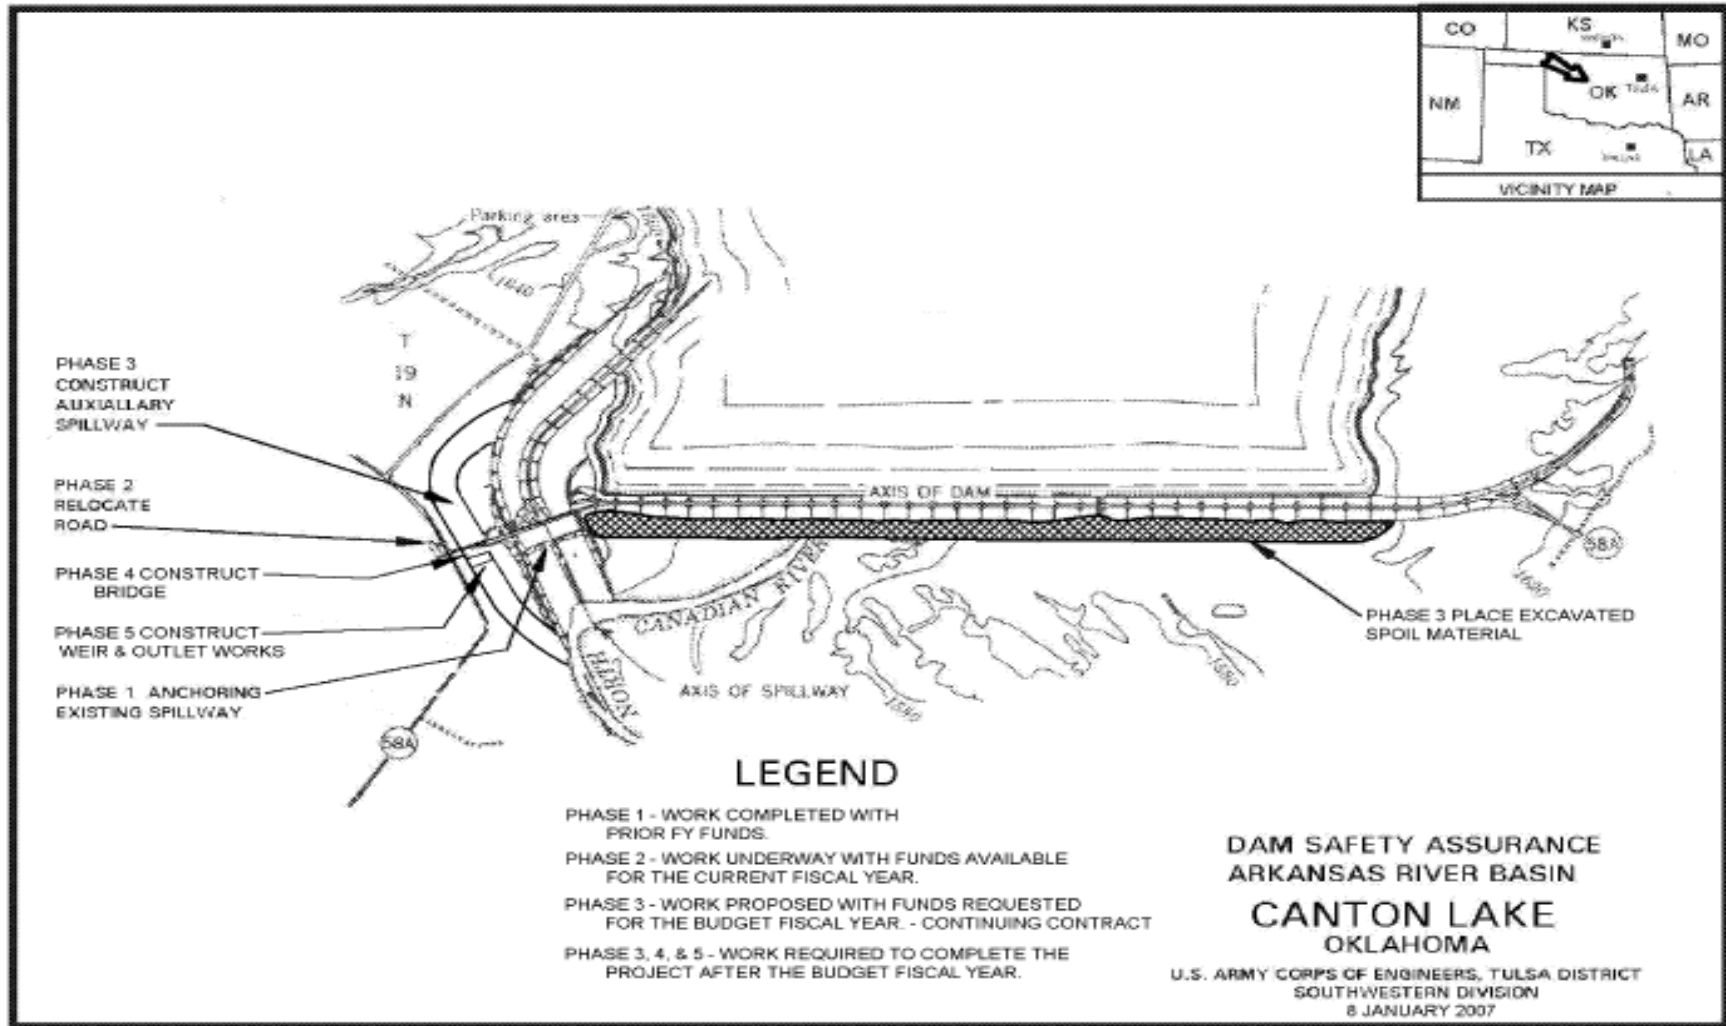 CO
KS
MO
NM
OK
TULSA
AR
TX
DALLAS
LA
VICINITY MAP
Parking area
1640
T
19
N
PHASE 3
CONSTRUCT
AUXIALLARY
SPILLWAY
PHASE 2
RELOCATE
ROAD
PHASE 4 CONSTRUCT
BRIDGE
PHASE 5 CONSTRUCT
WEIR & OUTLET WORKS
PHASE 1 ANCHORING
EXISTING SPILLWAY
58A
AXIS OF DAM
58A
1600
PHASE 3 PLACE EXCAVATED
SPOIL MATERIAL
NORTH
CANADIAN RIVER
AXIS OF SPILLWAY
1580
1580
LEGEND
PHASE 1 - WORK COMPLETED WITH
PRIOR FY FUNDS.
PHASE 2 - WORK UNDERWAY WITH FUNDS AVAILABLE
FOR THE CURRENT FISCAL YEAR.
PHASE 3 - WORK PROPOSED WITH FUNDS REQUESTED
FOR THE BUDGET FISCAL YEAR. - CONTINUING CONTRACT
PHASE 3, 4, & 5 - WORK REQUIRED TO COMPLETE THE
PROJECT AFTER THE BUDGET FISCAL YEAR.
DAM SAFETY ASSURANCE
ARKANSAS RIVER BASIN
CANTON LAKE
OKLAHOMA
U.S. ARMY CORPS OF ENGINEERS, TULSA DISTRICT
SOUTHWESTERN DIVISION
8 JANUARY 2007